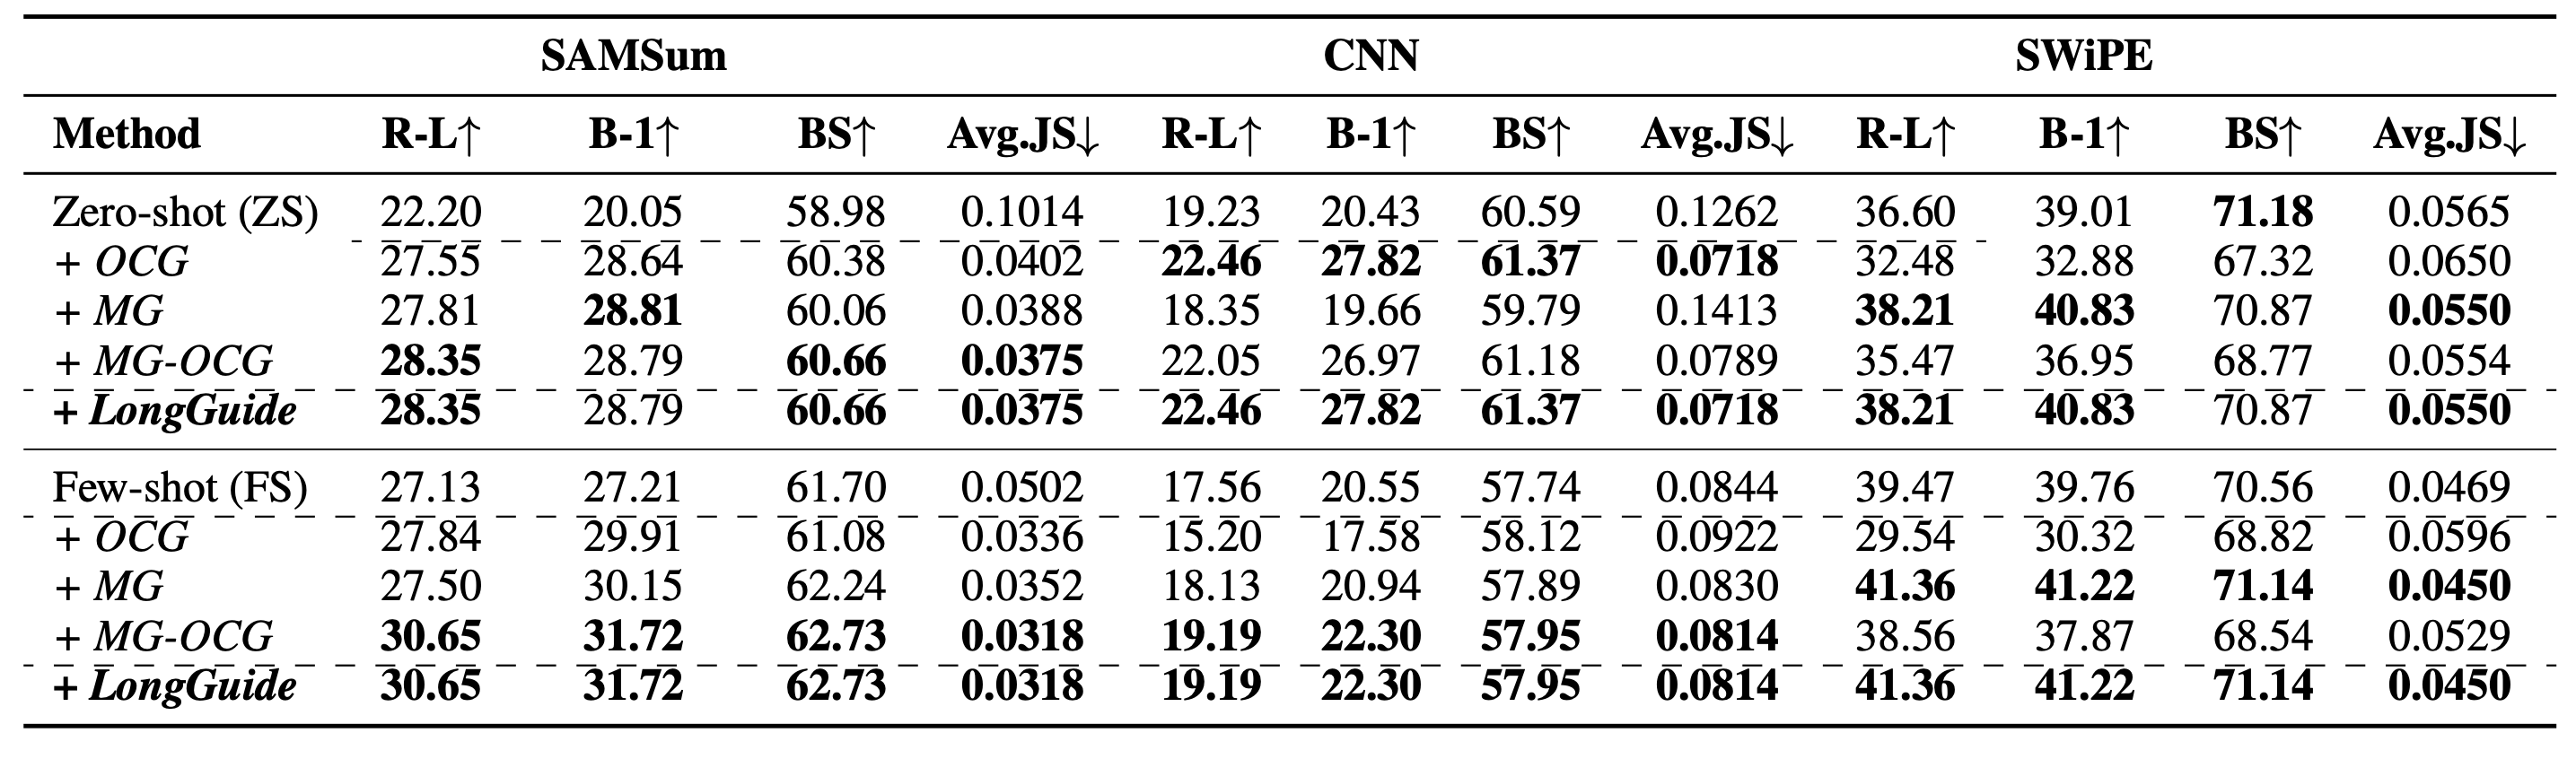 SAMSum CNN SWiPE
Method R-L↑ B-1↑ BS↑ Avg.JS↓ R-L↑ B-1↑ BS↑ Avg.JS↓ R-L↑ B-1↑ BS↑ Avg.JS↓
Zero-shot (ZS) 22.20 20.05 58.98 0.1014 19.23 20.43 60.59 0.1262 36.60 39.01 71.18 0.0565
+ OCG 27.55 28.64 60.38 0.0402 22.46 27.82 61.37 0.0718 32.48 32.88 67.32 0.0650
+ MG 27.81 28.81 60.06 0.0388 18.35 19.66 59.79 0.1413 38.21 40.83 70.87 0.0550
+ MG-OCG 28.35 28.79 60.66 0.0375 22.05 26.97 61.18 0.0789 35.47 36.95 68.77 0.0554
+ LongGuide 28.35 28.79 60.66 0.0375 22.46 27.82 61.37 0.0718 38.21 40.83 70.87 0.0550
Few-shot (FS) 27.13 27.21 61.70 0.0502 17.56 20.55 57.74 0.0844 39.47 39.76 70.56 0.0469
+ OCG 27.84 29.91 61.08 0.0336 15.20 17.58 58.12 0.0922 29.54 30.32 68.82 0.0596
+ MG 27.50 30.15 62.24 0.0352 18.13 20.94 57.89 0.0830 41.36 41.22 71.14 0.0450
+ MG-OCG 30.65 31.72 62.73 0.0318 19.19 22.30 57.95 0.0814 38.56 37.87 68.54 0.0529
+ LongGuide 30.65 31.72 62.73 0.0318 19.19 22.30 57.95 0.0814 41.36 41.22 71.14 0.0450